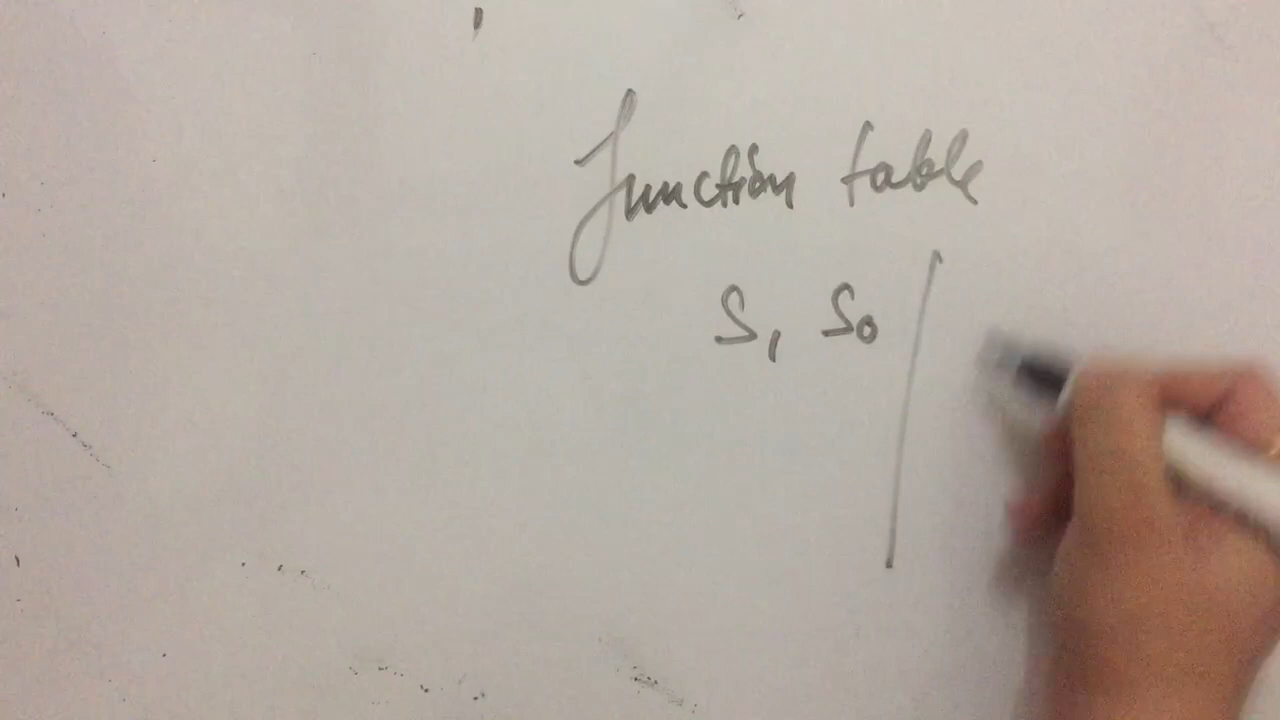 function table
S₁ S₀